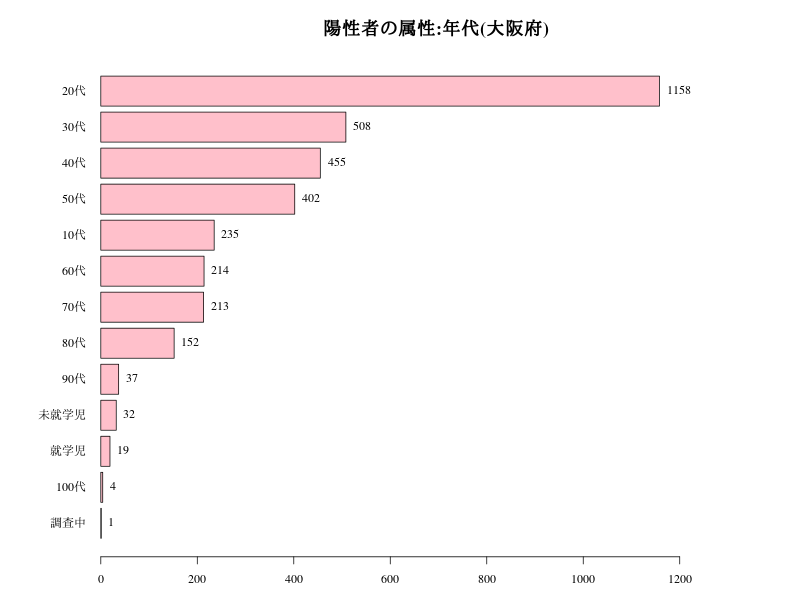 陽性者の属性:年代(大阪府)
20代 1158
30代 508
40代 455
50代 402
10代 235
60代 214
70代 213
80代 152
90代 37
未就学児 32
就学児 19
100代 4
調査中 1
0 200 400 600 800 1000 1200